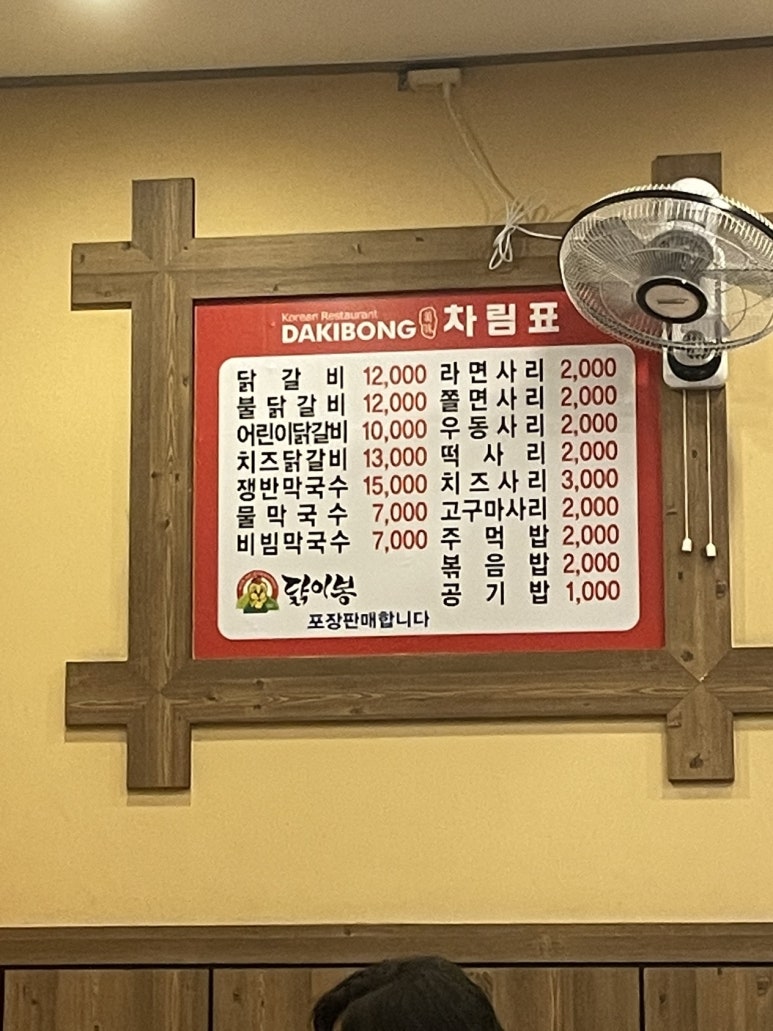 Korean Restaurant
DAKIBONG 차림표
닭갈비 12,000
불닭갈비 12,000
어린이닭갈비 10,000
치즈닭갈비 13,000
쟁반막국수 15,000
물막국수 7,000
비빔막국수 7,000
라면사리 2,000
쫄면사리 2,000
우동사리 2,000
떡사리 2,000
치즈사리 3,000
고구마사리 2,000
주먹밥 2,000
볶음밥 2,000
공기밥 1,000
닭이봉
포장판매합니다